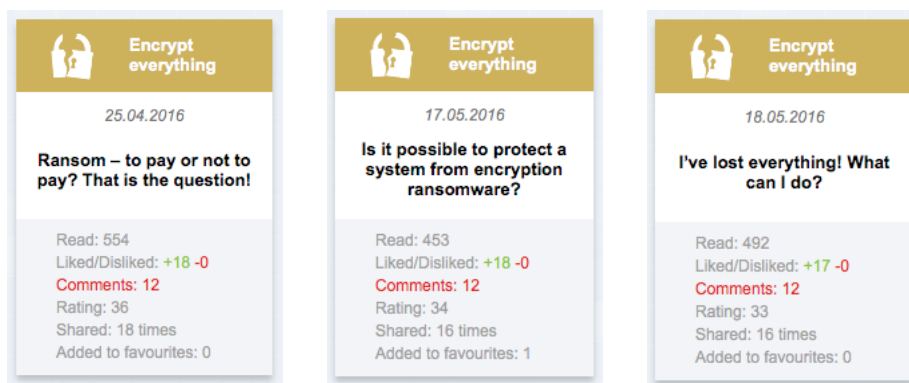 Encrypt
everything
25.04.2016
Ransom – to pay or not to
pay? That is the question!
Read: 554
Liked/Disliked: +18 -0
Comments: 12
Rating: 36
Shared: 18 times
Added to favourites: 0
Encrypt
everything
17.05.2016
Is it possible to protect a
system from encryption
ransomware?
Read: 453
Liked/Disliked: +18 -0
Comments: 12
Rating: 34
Shared: 16 times
Added to favourites: 1
Encrypt
everything
18.05.2016
I've lost everything! What
can I do?
Read: 492
Liked/Disliked: +17 -0
Comments: 12
Rating: 33
Shared: 16 times
Added to favourites: 0